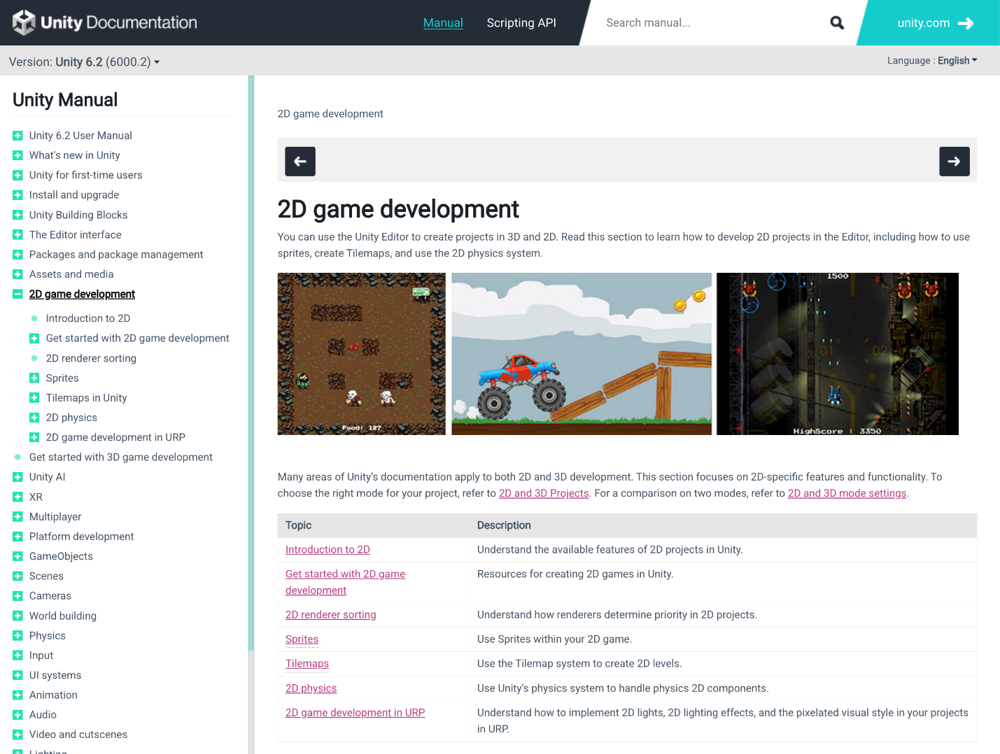 Unity Documentation
Manual
Scripting API
Search manual...
unity.com
Version: Unity 6.2 (6000.2)
Language : English
Unity Manual
Unity 6.2 User Manual
What's new in Unity
Unity for first-time users
Install and upgrade
Unity Building Blocks
The Editor interface
Packages and package management
Assets and media
2D game development
Introduction to 2D
Get started with 2D game development
2D renderer sorting
Sprites
Tilemaps in Unity
2D physics
2D game development in URP
Get started with 3D game development
Unity AI
XR
Multiplayer
Platform development
GameObjects
Scenes
Cameras
World building
Physics
Input
UI systems
Animation
Audio
Video and cutscenes
Lighting
2D game development
2D game development
You can use the Unity Editor to create projects in 3D and 2D. Read this section to learn how to develop 2D projects in the Editor, including how to use
sprites, create Tilemaps, and use the 2D physics system.
Food: 127
1500
01
02
HighScore : 3350
Many areas of Unity’s documentation apply to both 2D and 3D development. This section focuses on 2D-specific features and functionality. To
choose the right mode for your project, refer to 2D and 3D Projects. For a comparison on two modes, refer to 2D and 3D mode settings.
Topic
Description
Introduction to 2D
Understand the available features of 2D projects in Unity.
Get started with 2D game
development
Resources for creating 2D games in Unity.
2D renderer sorting
Understand how renderers determine priority in 2D projects.
Sprites
Use Sprites within your 2D game.
Tilemaps
Use the Tilemap system to create 2D levels.
2D physics
Use Unity’s physics system to handle physics 2D components.
2D game development in URP
Understand how to implement 2D lights, 2D lighting effects, and the pixelated visual style in your projects
in URP.